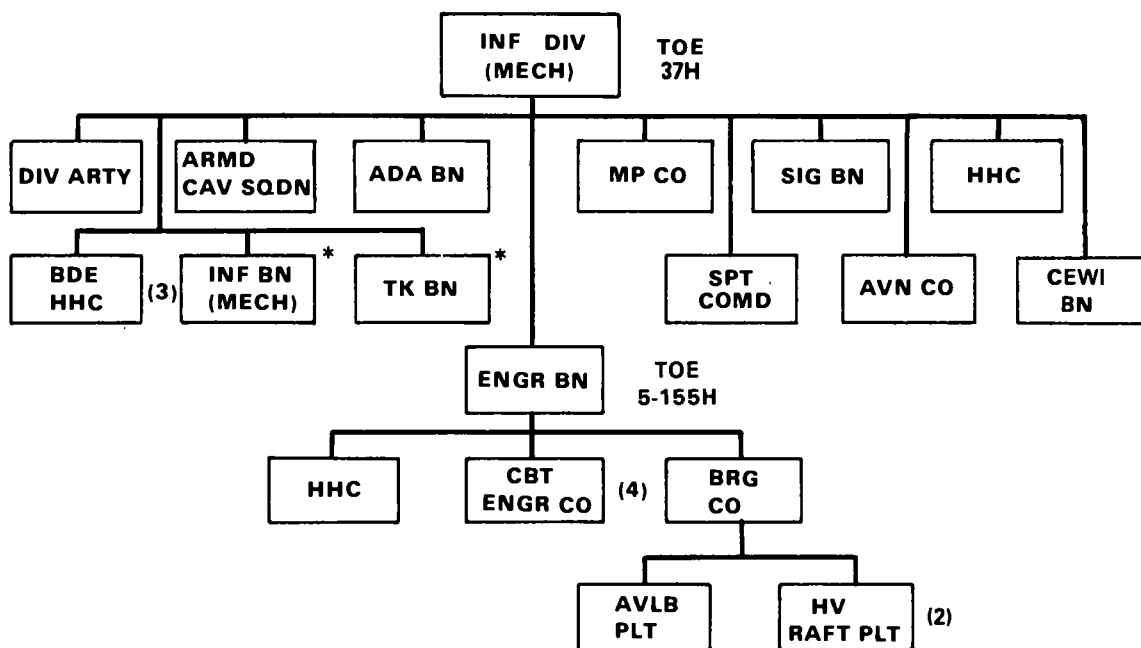 INF DIV
(MECH)
TOE
37H
DIV ARTY
ARMD
CAV SQDN
ADA BN
MP CO
SIG BN
HHC
BDE
HHC
(3)
INF BN
(MECH)
*
TK BN
*
SPT
COMD
AVN CO
CEWI
BN
ENGR BN
TOE
5-155H
HHC
CBT
ENGR CO
(4)
BRG
CO
AVLB
PLT
HV
RAFT PLT
(2)